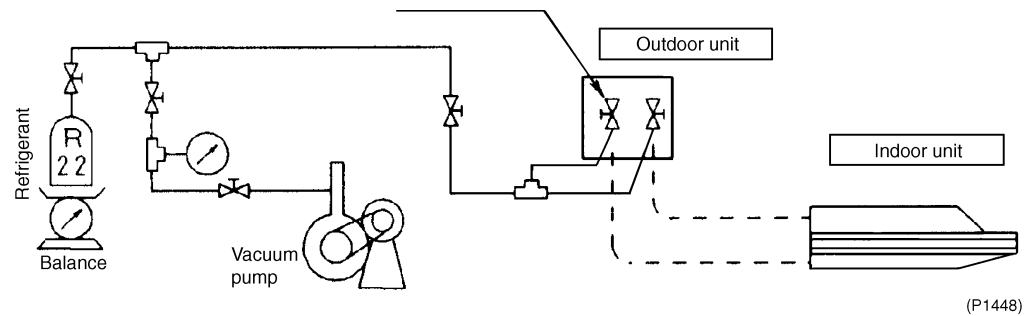 Outdoor unit
Refrigerant
R
22
Indoor unit
Balance
Vacuum
pump
(P1448)